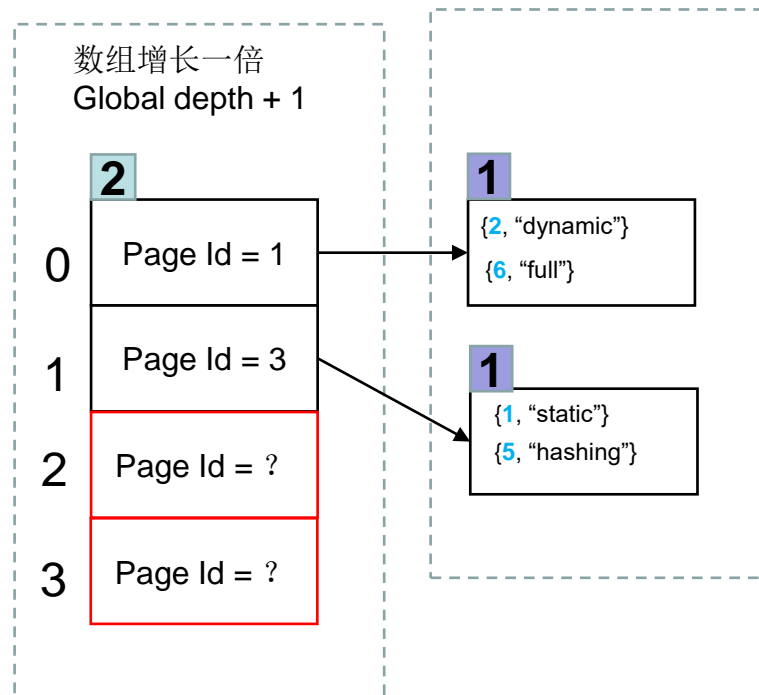 数组增长一倍
Global depth + 1
2
0
Page Id = 1
1
Page Id = 3
2
Page Id = ？
3
Page Id = ？
1
{2, “dynamic”}
{6, “full”}
1
{1, “static”}
{5, “hashing”}